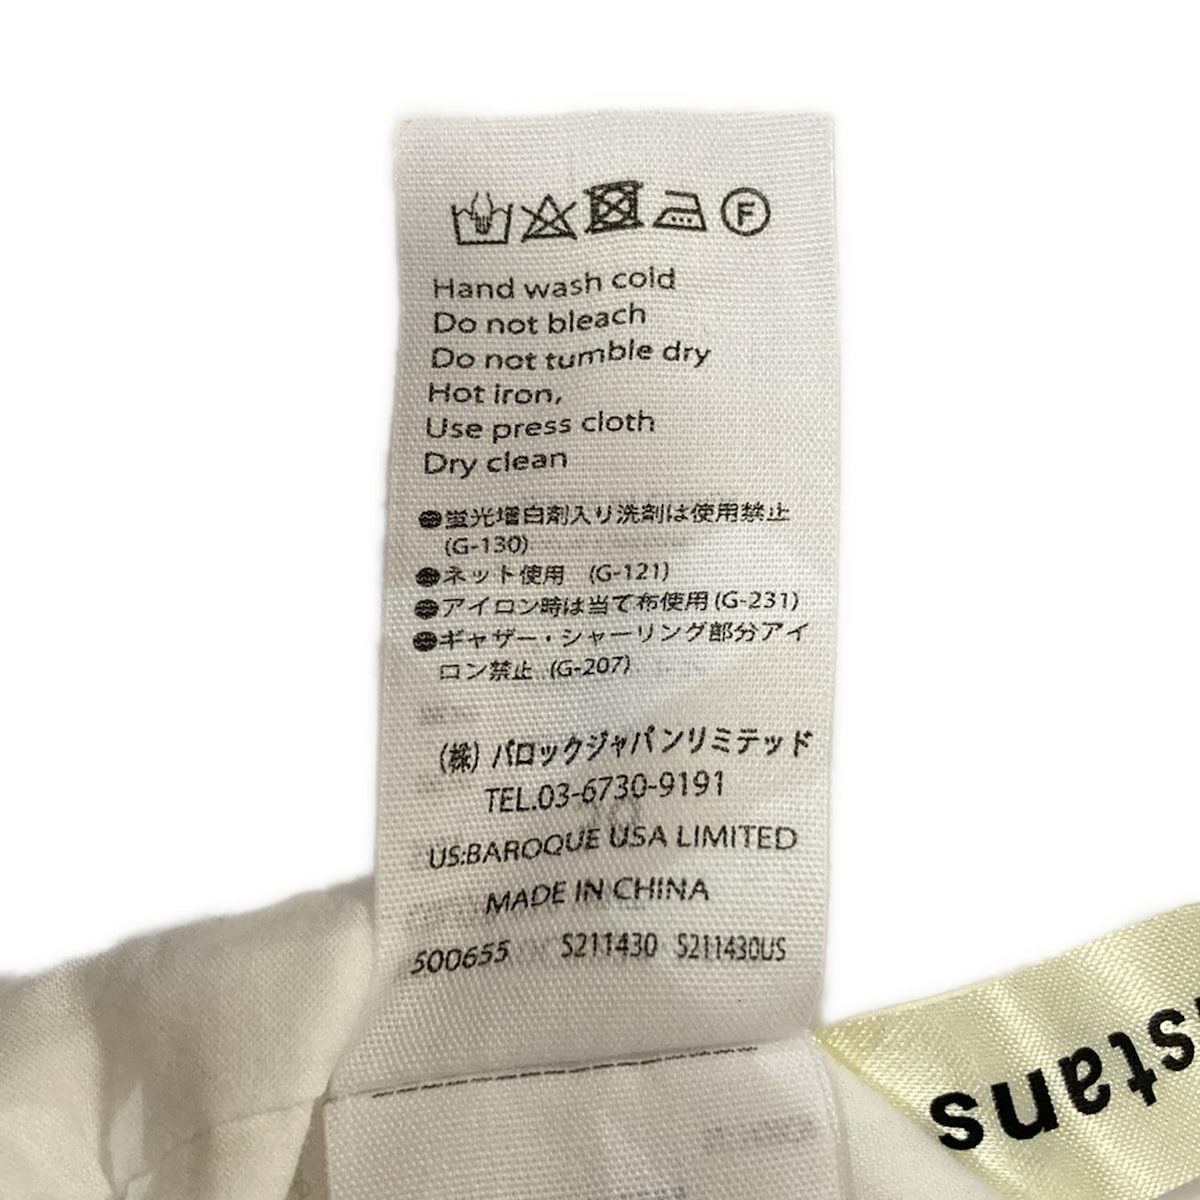 F
Hand wash cold
Do not bleach
Do not tumble dry
Hot iron,
Use press cloth
Dry clean
●蛍光増白剤入り洗剤は使用禁止
(G-130)
●ネット使用 (G-121)
●アイロン時は当て布使用 (G-231)
●ギャザー・シャーリング部分アイ
ロン禁止 (G-207)
(株) バロックジャパンリミテッド
TEL.03-6730-9191
US:BAROQUE USA LIMITED
MADE IN CHINA
500655 5211430 5211430US
stans